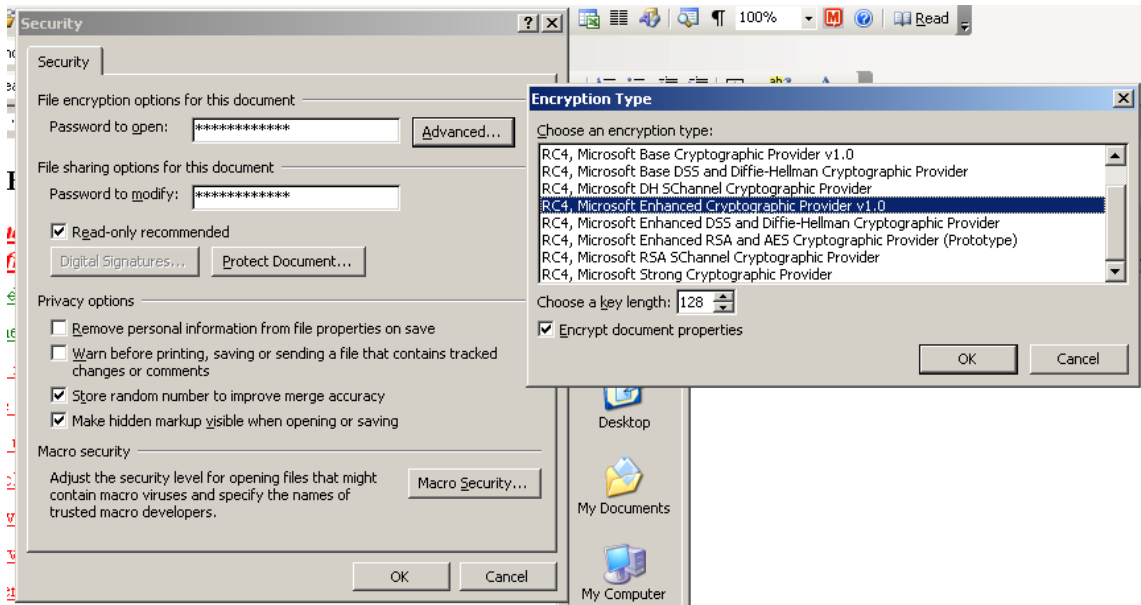 Security
Security
File encryption options for this document
Password to open: ************
Advanced...
File sharing options for this document
Password to modify: ************
Read-only recommended
Digital Signatures...
Protect Document...
Privacy options
Remove personal information from file properties on save
Warn before printing, saving or sending a file that contains tracked
changes or comments
Store random number to improve merge accuracy
Make hidden markup visible when opening or saving
Macro security
Adjust the security level for opening files that might
contain macro viruses and specify the names of
trusted macro developers.
Macro Security...
OK
Cancel
100%
Read
Encryption Type
Choose an encryption type:
RC4, Microsoft Base Cryptographic Provider v1.0
RC4, Microsoft Base DSS and Diffie-Hellman Cryptographic Provider
RC4, Microsoft DH SChannel Cryptographic Provider
RC4, Microsoft Enhanced Cryptographic Provider v1.0
RC4, Microsoft Enhanced DSS and Diffie-Hellman Cryptographic Provider
RC4, Microsoft Enhanced RSA and AES Cryptographic Provider (Prototype)
RC4, Microsoft RSA SChannel Cryptographic Provider
RC4, Microsoft Strong Cryptographic Provider
Choose a key length: 128
Encrypt document properties
OK
Cancel
Desktop
My Documents
My Computer